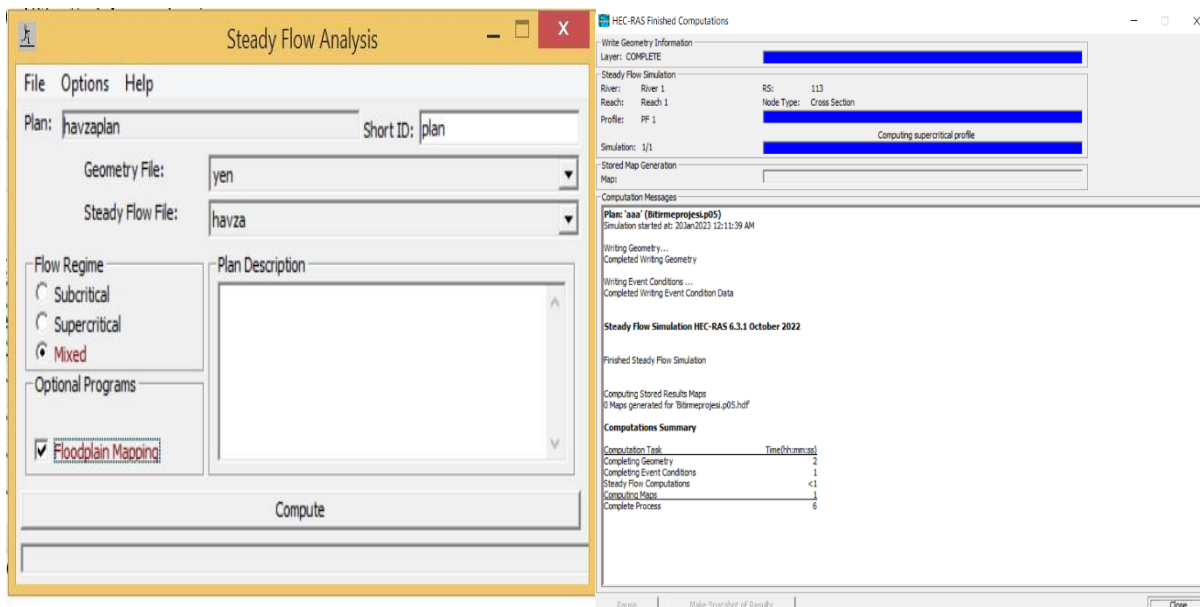 Steady Flow Analysis
File Options Help
Plan: havzaplan Short ID: plan
Geometry File: yen
Steady Flow File: havza
Flow Regime
Subcritical
Supercritical
Mixed
Optional Programs
Floodplain Mapping
Plan Description
Compute
HEC-RAS Finished Computations
Write Geometry Information
Layer: COMPLETE
Steady Flow Simulation
River: River 1 RS: 113
Reach: Reach 1 Node Type: Cross Section
Profile: PF 1
Computing supercritical profile
Simulation: 1/1
Stored Map Generation
Map:
Computation Messages
Plan: 'aaa' (Bitirmeprojesi.p05)
Simulation started at: 20Jan2023 12:11:39 AM
Writing Geometry...
Completed Writing Geometry
Writing Event Conditions ...
Completed Writing Event Condition Data
Steady Flow Simulation HEC-RAS 6.3.1 October 2022
Finished Steady Flow Simulation
Computing Stored Results Maps
0 Maps generated for 'Bitirmeprojesi.p05.hdf'
Computations Summary
Computation Task Time(hh:mm:ss)
Completing Geometry 2
Completing Event Conditions 1
Steady Flow Computations <1
Computing Maps 1
Complete Process 6
Pause Make Snapshot of Results Close